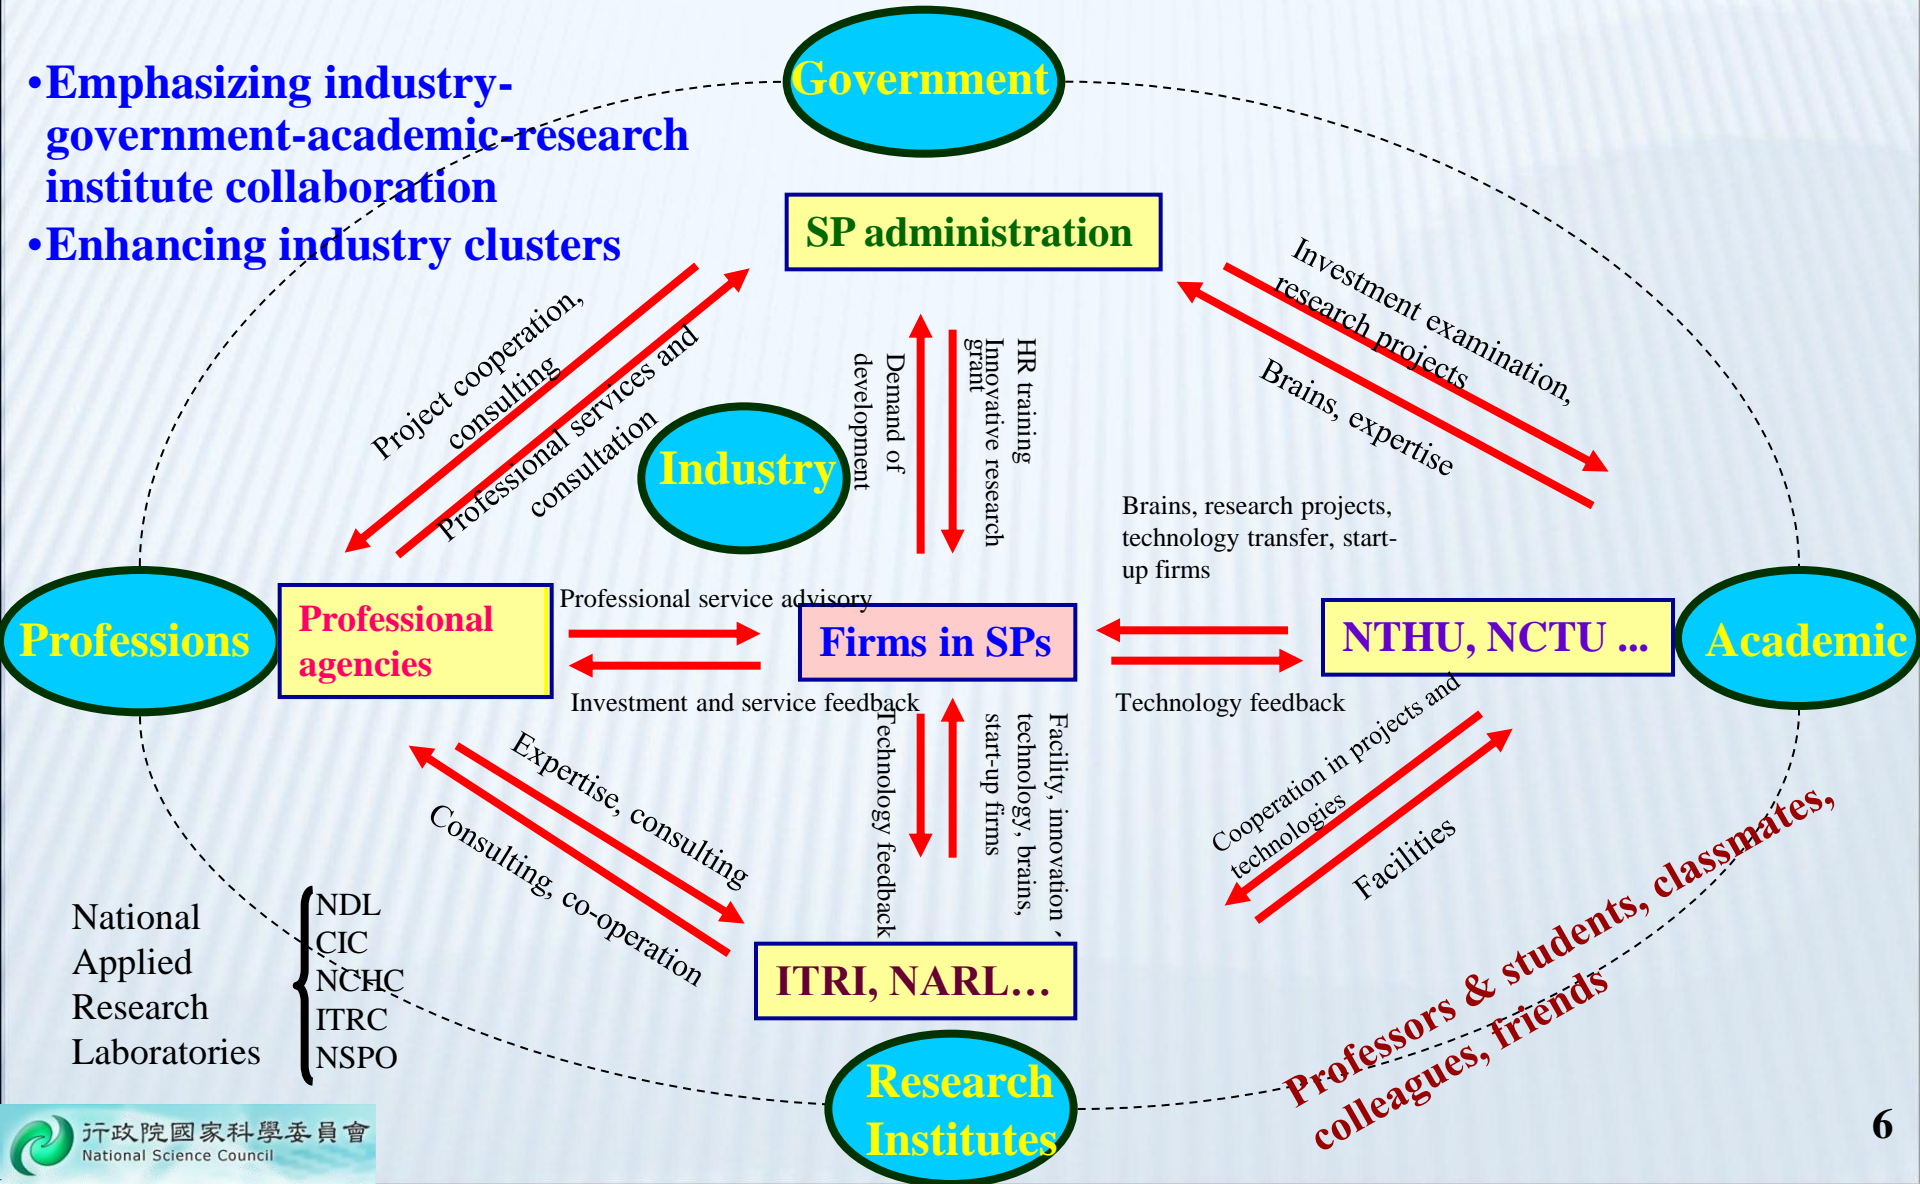 Government
•Emphasizing industry-
government-academic-research
institute collaboration
•Enhancing industry clusters
SP administration
Project cooperation,
consulting
Professional services and
consultation
Demand of
development
HR training
Innovative research
grant
Investment examination,
research projects
Brains, expertise
Industry
Brains, research projects,
technology transfer, start-
up firms
Professions
Professional
agencies
Professional service advisory
Investment and service feedback
Firms in SPs
Technology feedback
NTHU, NCTU ...
Academic
Expertise, consulting
Consulting, co-operation
Technology feedback
Facility, innovation,
technology, brains,
start-up firms
Cooperation in projects and
technologies
Facilities
Professors & students, classmates,
colleagues, friends
National
Applied
Research
Laboratories
NDL
CIC
NCHC
ITRC
NSPO
ITRI, NARL…
Research
Institutes
行政院國家科學委員會
National Science Council
6